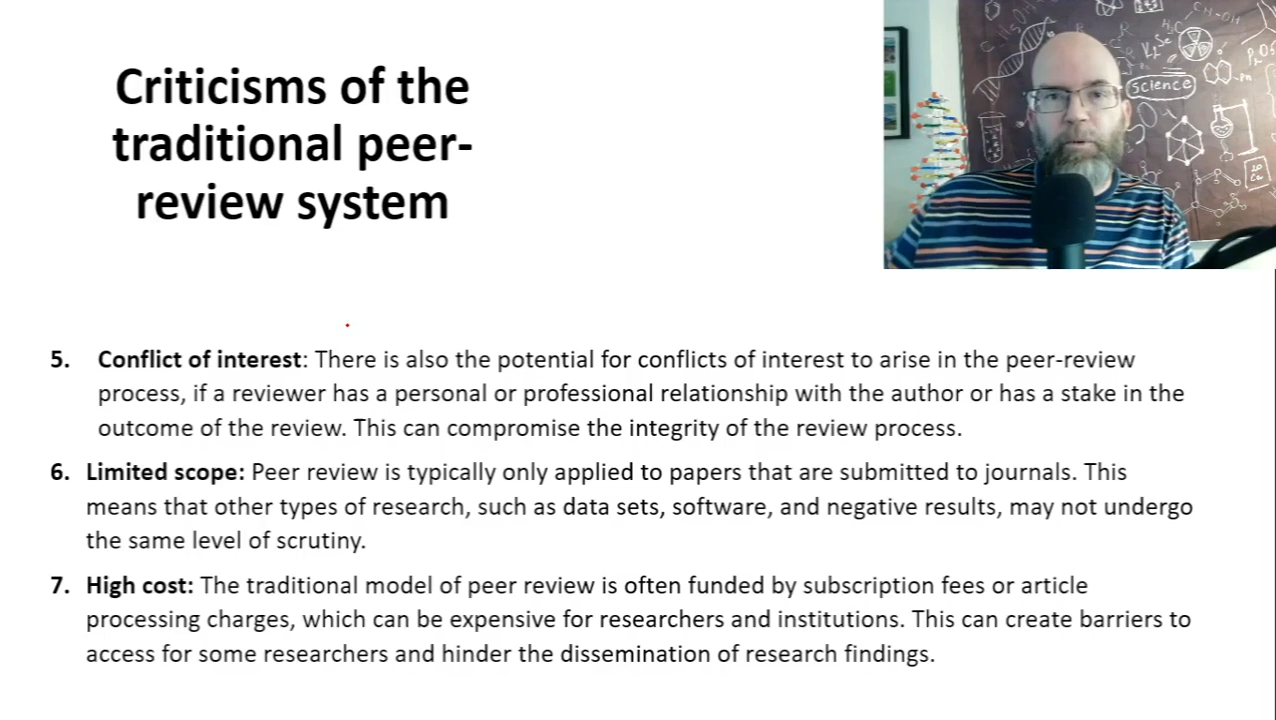 Criticisms of the
traditional peer-
review system
CH3OH
CH-OH
H2C
V2Se
Science
5. Conflict of interest: There is also the potential for conflicts of interest to arise in the peer-review
process, if a reviewer has a personal or professional relationship with the author or has a stake in the
outcome of the review. This can compromise the integrity of the review process.
6. Limited scope: Peer review is typically only applied to papers that are submitted to journals. This
means that other types of research, such as data sets, software, and negative results, may not undergo
the same level of scrutiny.
7. High cost: The traditional model of peer review is often funded by subscription fees or article
processing charges, which can be expensive for researchers and institutions. This can create barriers to
access for some researchers and hinder the dissemination of research findings.